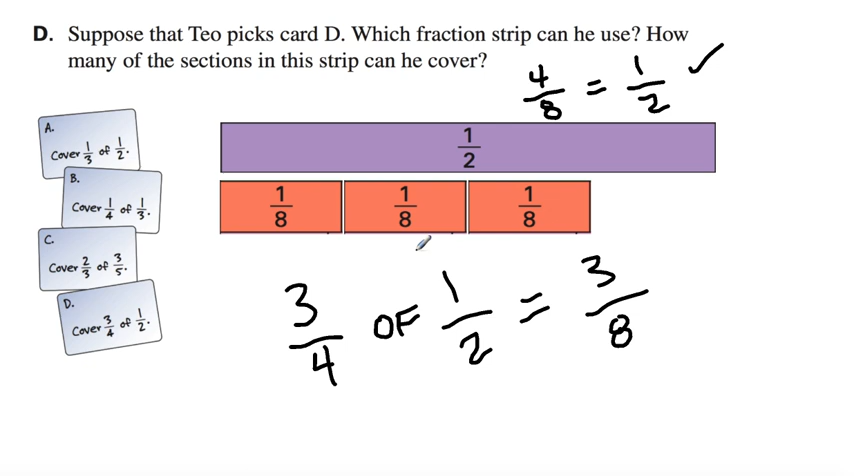 D. Suppose that Teo picks card D. Which fraction strip can he use? How
many of the sections in this strip can he cover?
4/8 = 1/2 ✓
A.
Cover 1/3 of 1/2.
B.
Cover 1/4 of 1/3.
C.
Cover 2/3 of 3/5.
D.
Cover 3/4 of 1/2.
1/2
1/8 1/8 1/8
3/4 OF 1/2 = 3/8